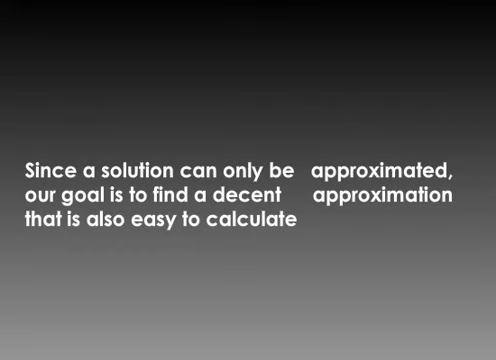 Since a solution can only be approximated,
our goal is to find a decent approximation
that is also easy to calculate